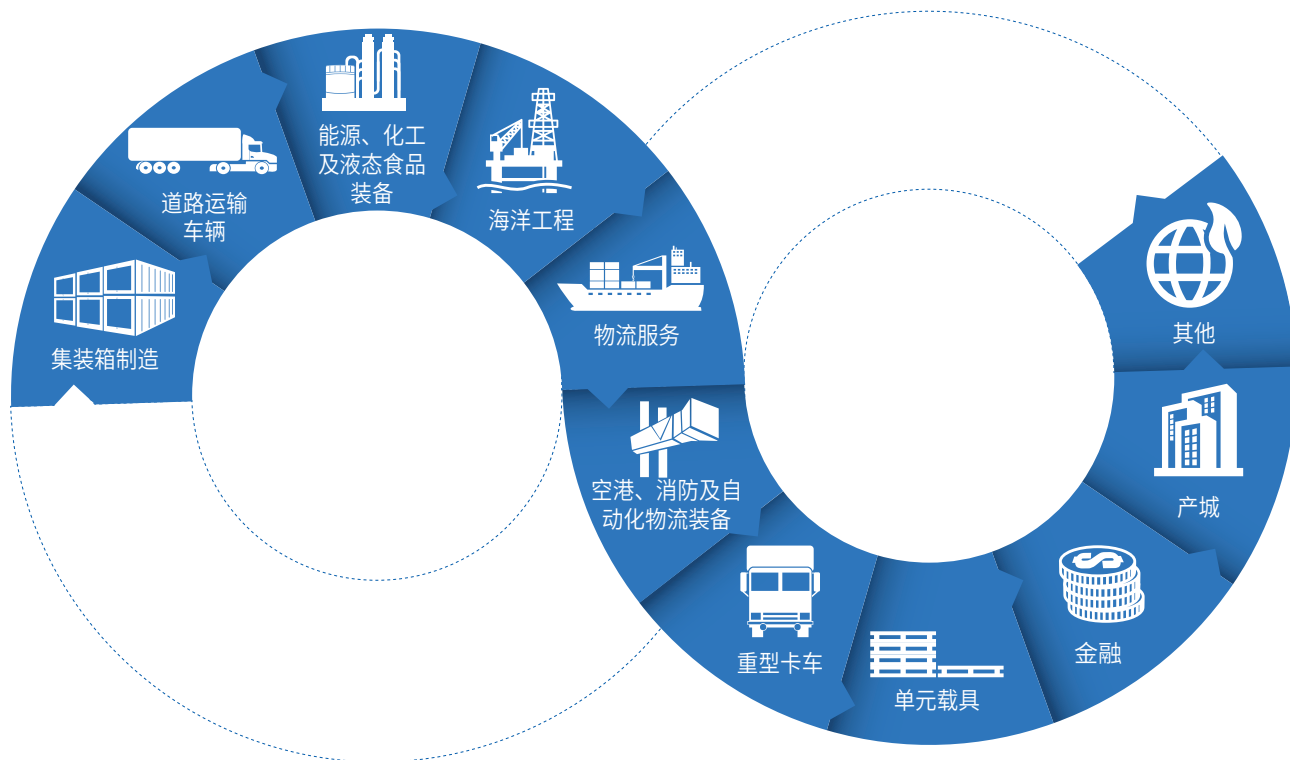 集装箱制造
道路运输
车辆
能源、化工
及液态食品
装备
海洋工程
物流服务
空港、消防及自
动化物流装备
重型卡车
单元载具
金融
产城
其他